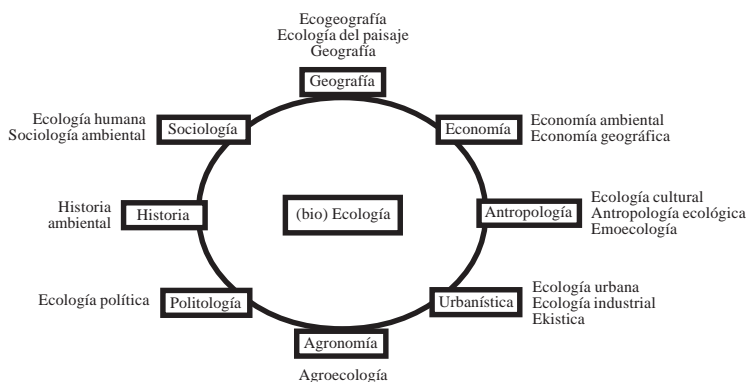 Ecogeografía
Ecología del paisaje
Geografía
Geografía
Ecología humana
Sociología ambiental
Sociología
Economía
Economía ambiental
Economía geográfica
Historia
ambiental
Historia
(bio) Ecología
Antropología
Ecología cultural
Antropología ecológica
Emoecología
Ecología política
Politología
Urbanística
Ecología urbana
Ecología industrial
Ekistica
Agronomía
Agroecología